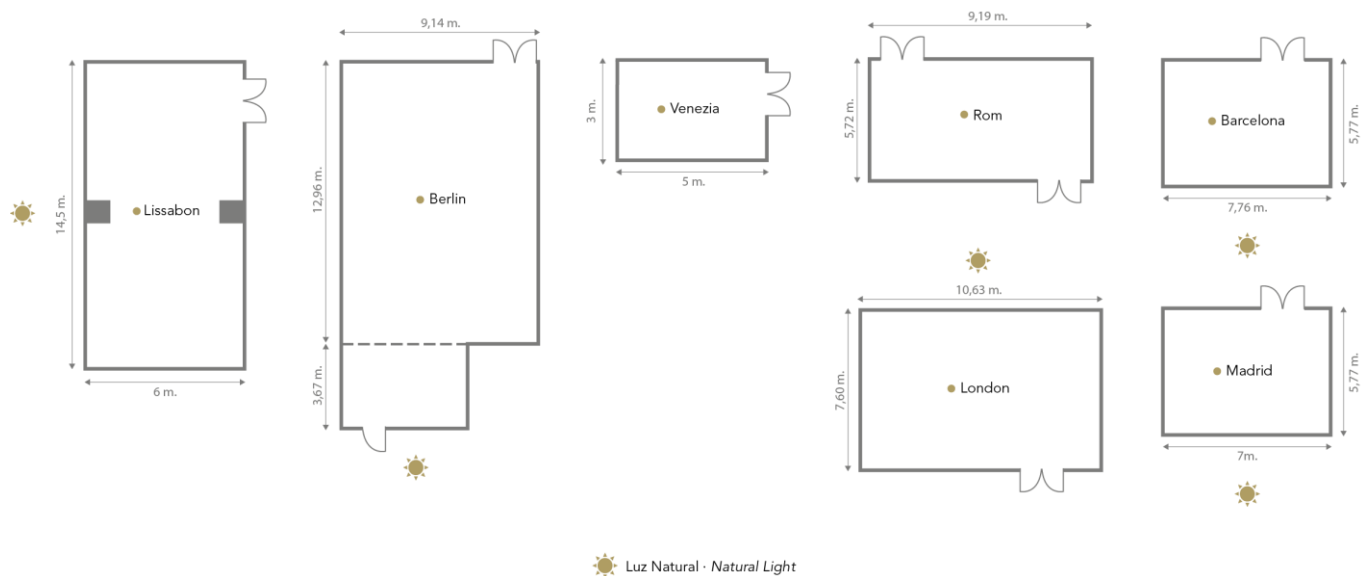 9,14 m.
14,5 m.
Lissabon
6 m.
12,96 m.
Berlin
3,67 m.
3 m.
Venezia
5 m.
9,19 m.
5,72 m.
Rom
Barcelona
5,77 m.
7,76 m.
10,63 m.
7,60 m.
London
Madrid
5,77 m.
7m.
Luz Natural · Natural Light